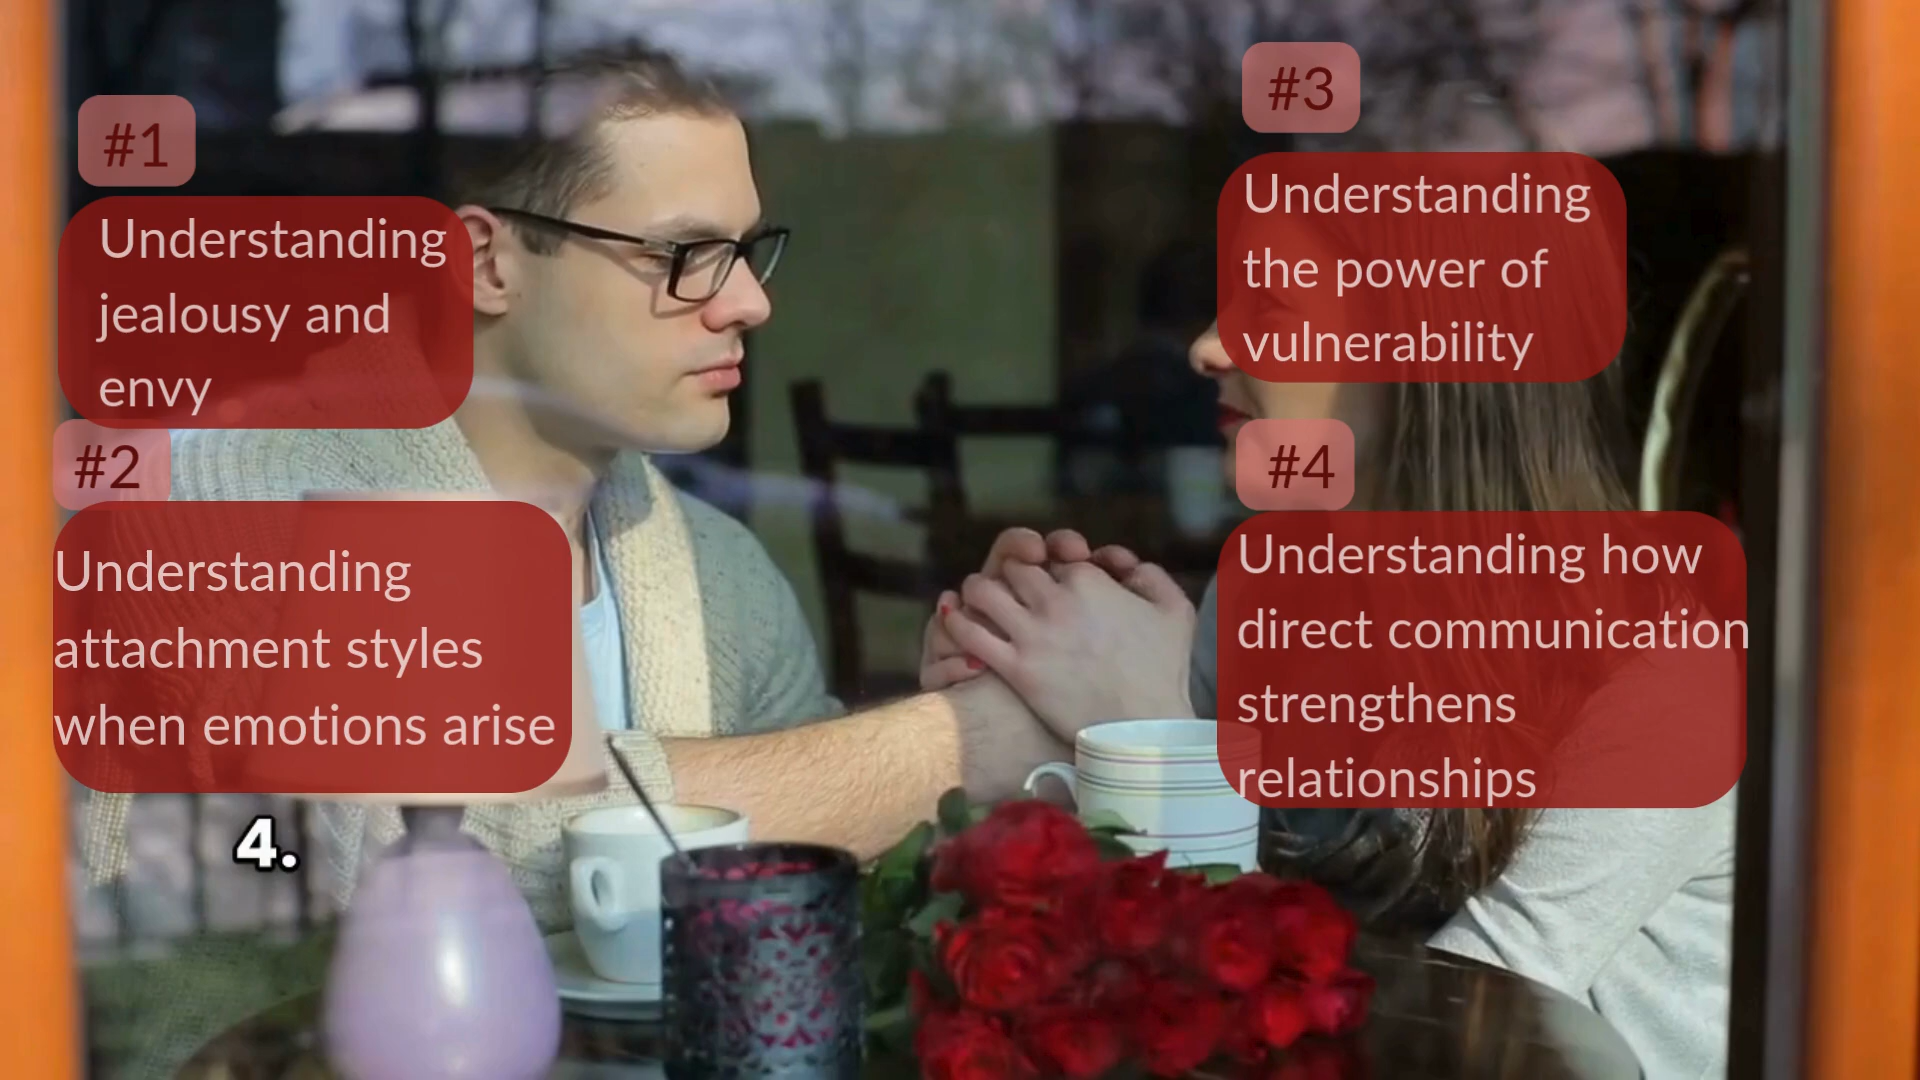 #1
Understanding
jealousy and
envy
#2
Understanding
attachment styles
when emotions arise
4.
#3
Understanding
the power of
vulnerability
#4
Understanding how
direct communication
strengthens
relationships